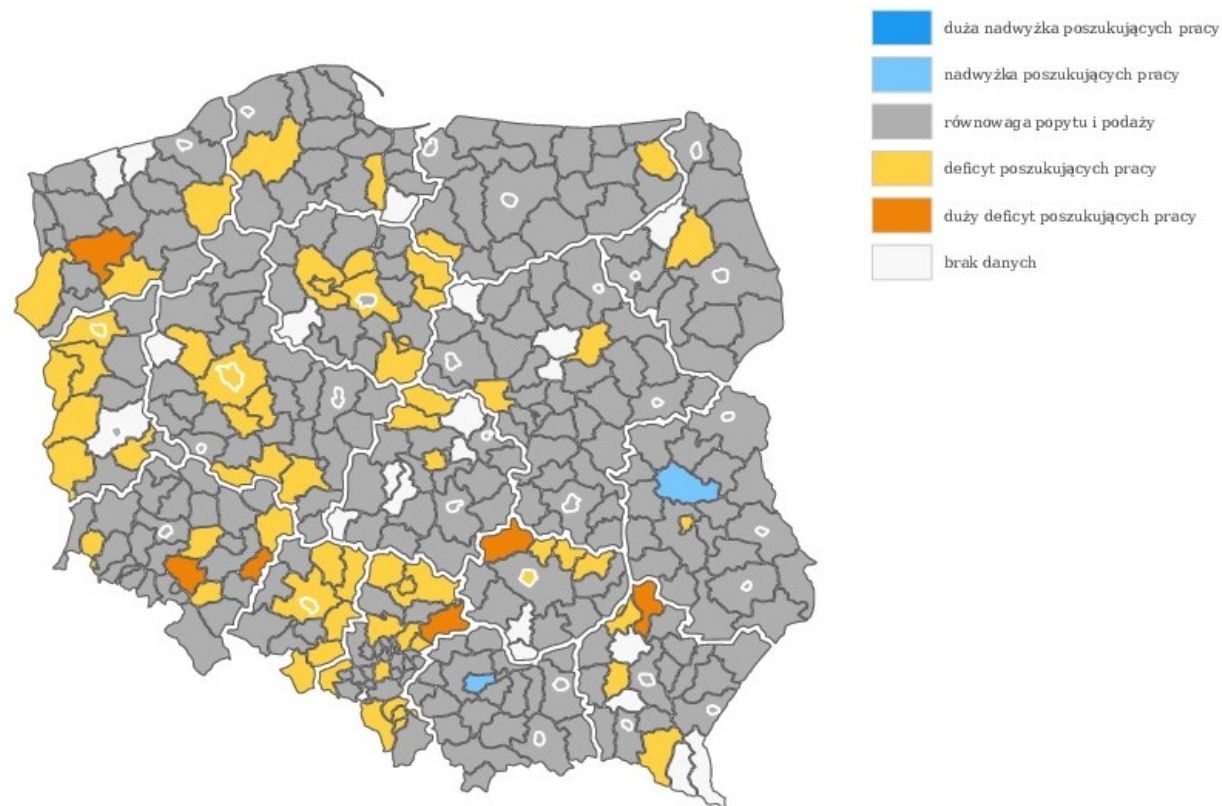 duża nadwyżka poszukujących pracy
nadwyżka poszukujących pracy
równowaga popytu i podaży
deficyt poszukujących pracy
duży deficyt poszukujących pracy
brak danych